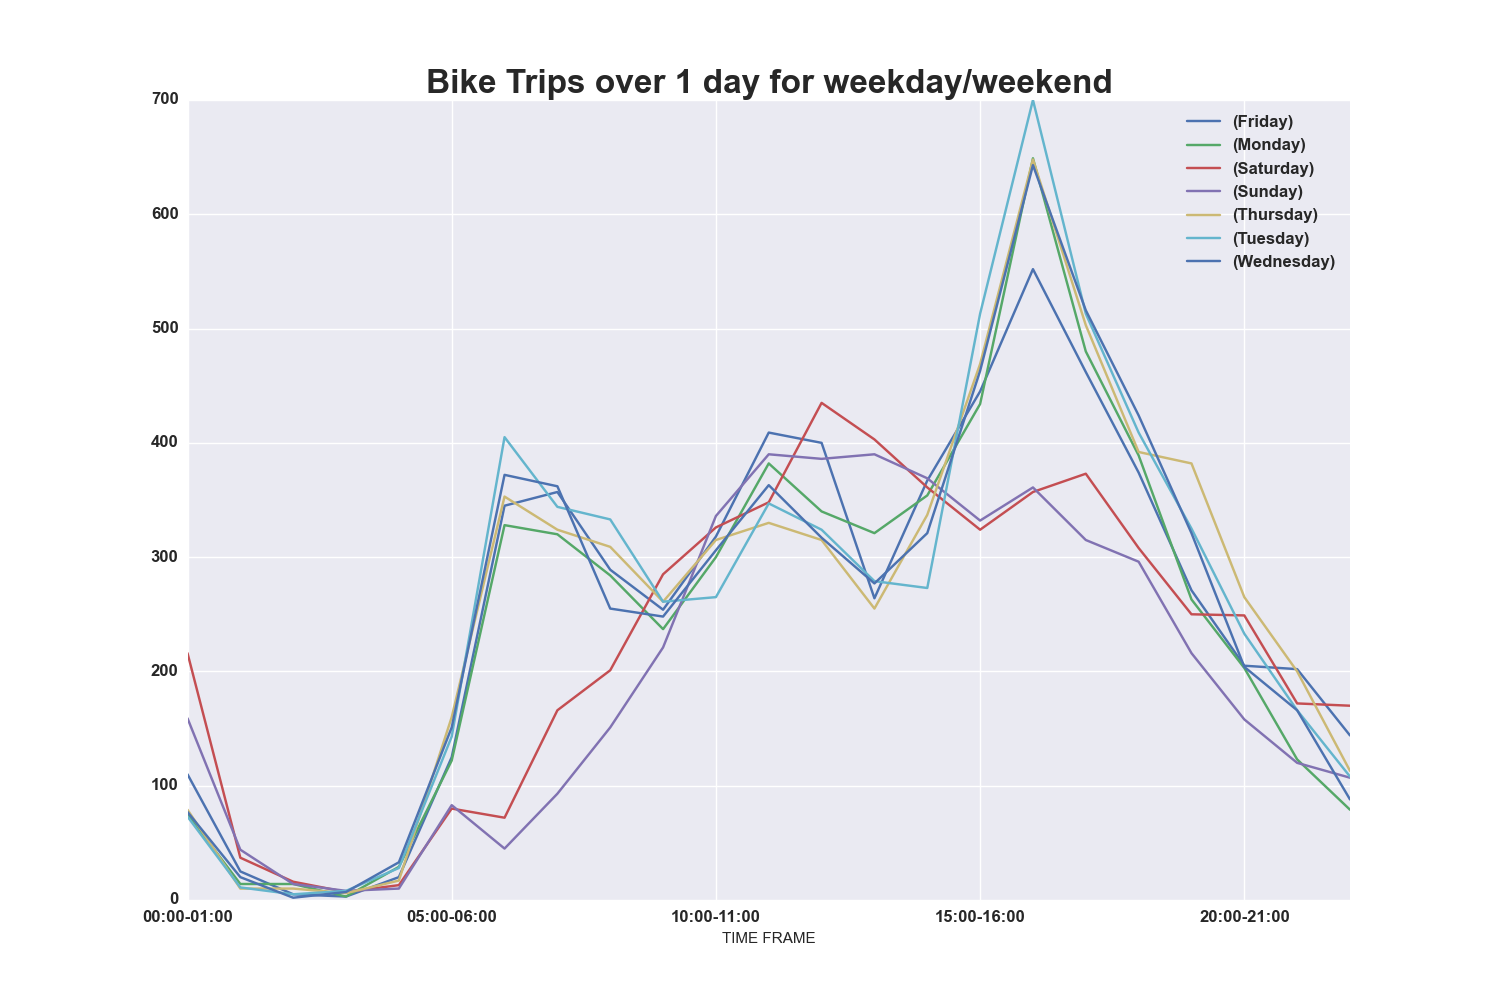 Bike Trips over 1 day for weekday/weekend
700
600
500
400
300
200
100
0
(Friday)
(Monday)
(Saturday)
(Sunday)
(Thursday)
(Tuesday)
(Wednesday)
00:00-01:00 05:00-06:00 10:00-11:00 15:00-16:00 20:00-21:00
TIME FRAME